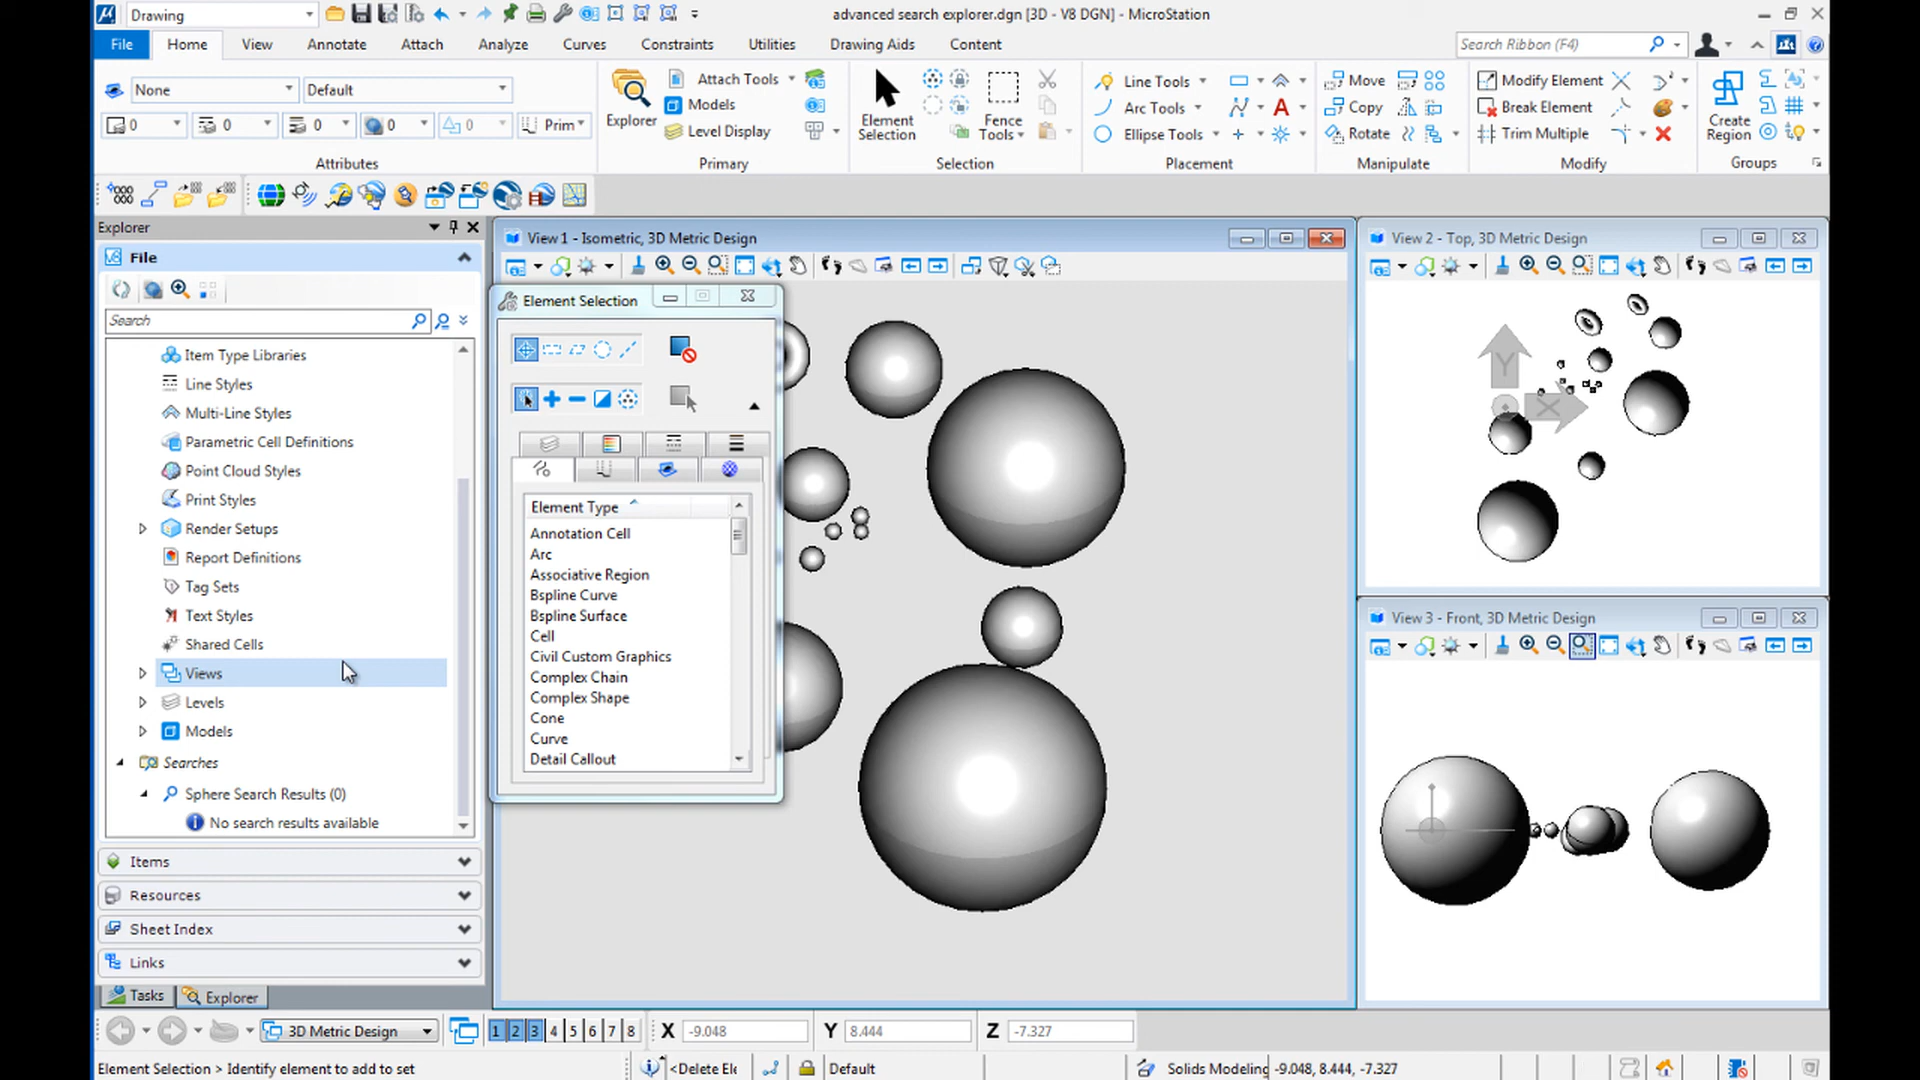 Drawing
advanced search explorer.dgn [3D - V8 DGN] - MicroStation
File Home View Annotate Attach Analyze Curves Constraints Utilities Drawing Aids Content
Search Ribbon (F4)
None Default
0 0 0 0 0 Prim
Attributes
Explorer
Attach Tools
Models
Level Display
Primary
Element Selection
Fence Tools
Selection
Line Tools
Arc Tools
Ellipse Tools
Placement
Move
Copy
Rotate
Manipulate
Modify Element
Break Element
Trim Multiple
Modify
Create Region
Groups
Explorer
File
Search
Item Type Libraries
Line Styles
Multi-Line Styles
Parametric Cell Definitions
Point Cloud Styles
Print Styles
Render Setups
Report Definitions
Tag Sets
Text Styles
Shared Cells
Views
Levels
Models
Searches
Sphere Search Results (0)
No search results available
Items
Resources
Sheet Index
Links
Tasks Explorer
View 1 - Isometric, 3D Metric Design
Element Selection
Element Type
Annotation Cell
Arc
Associative Region
Bspline Curve
Bspline Surface
Cell
Civil Custom Graphics
Complex Chain
Complex Shape
Cone
Curve
Detail Callout
View 2 - Top, 3D Metric Design
Y
X
View 3 - Front, 3D Metric Design
3D Metric Design 1 2 3 4 5 6 7 8 X -9.048 Y 8.444 Z -7.327
Element Selection > Identify element to add to set <Delete Ele Default Solids Modeling -9.048, 8.444, -7.327